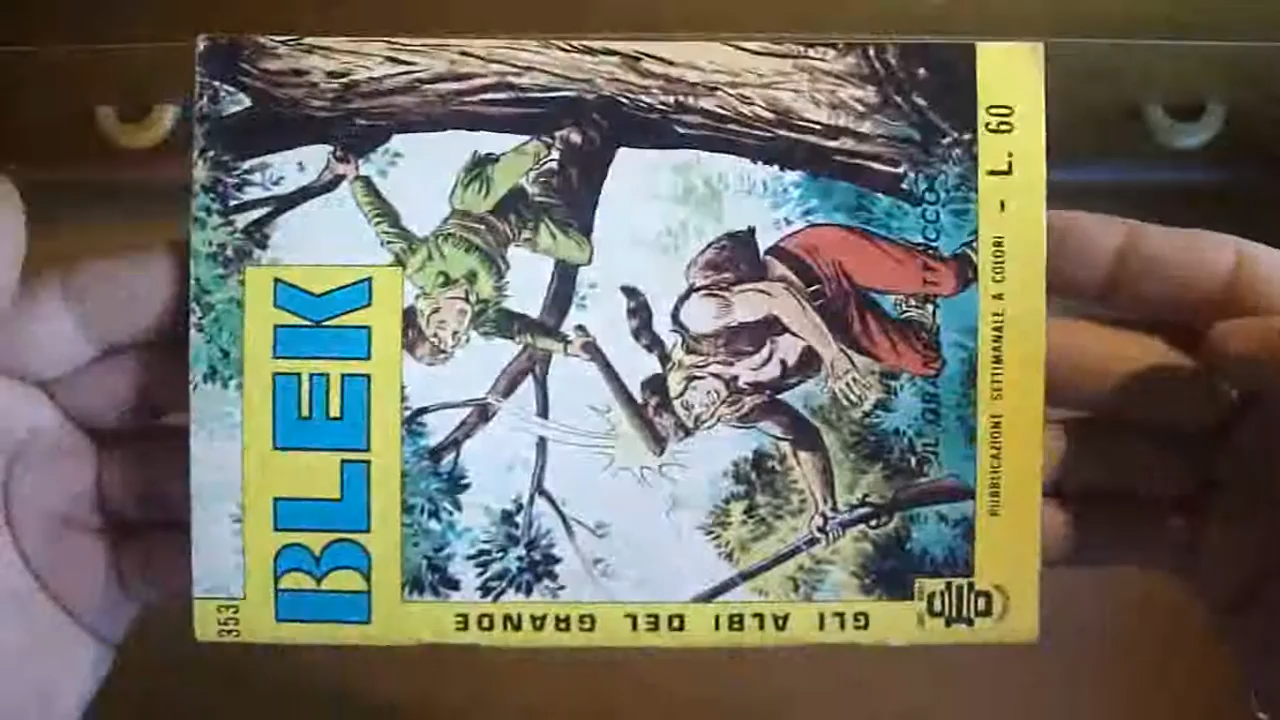 353
GLI ALBI DEL GRANDE
BLEK
PUBBLICAZIONE SETTIMANALE A COLORI - L. 60